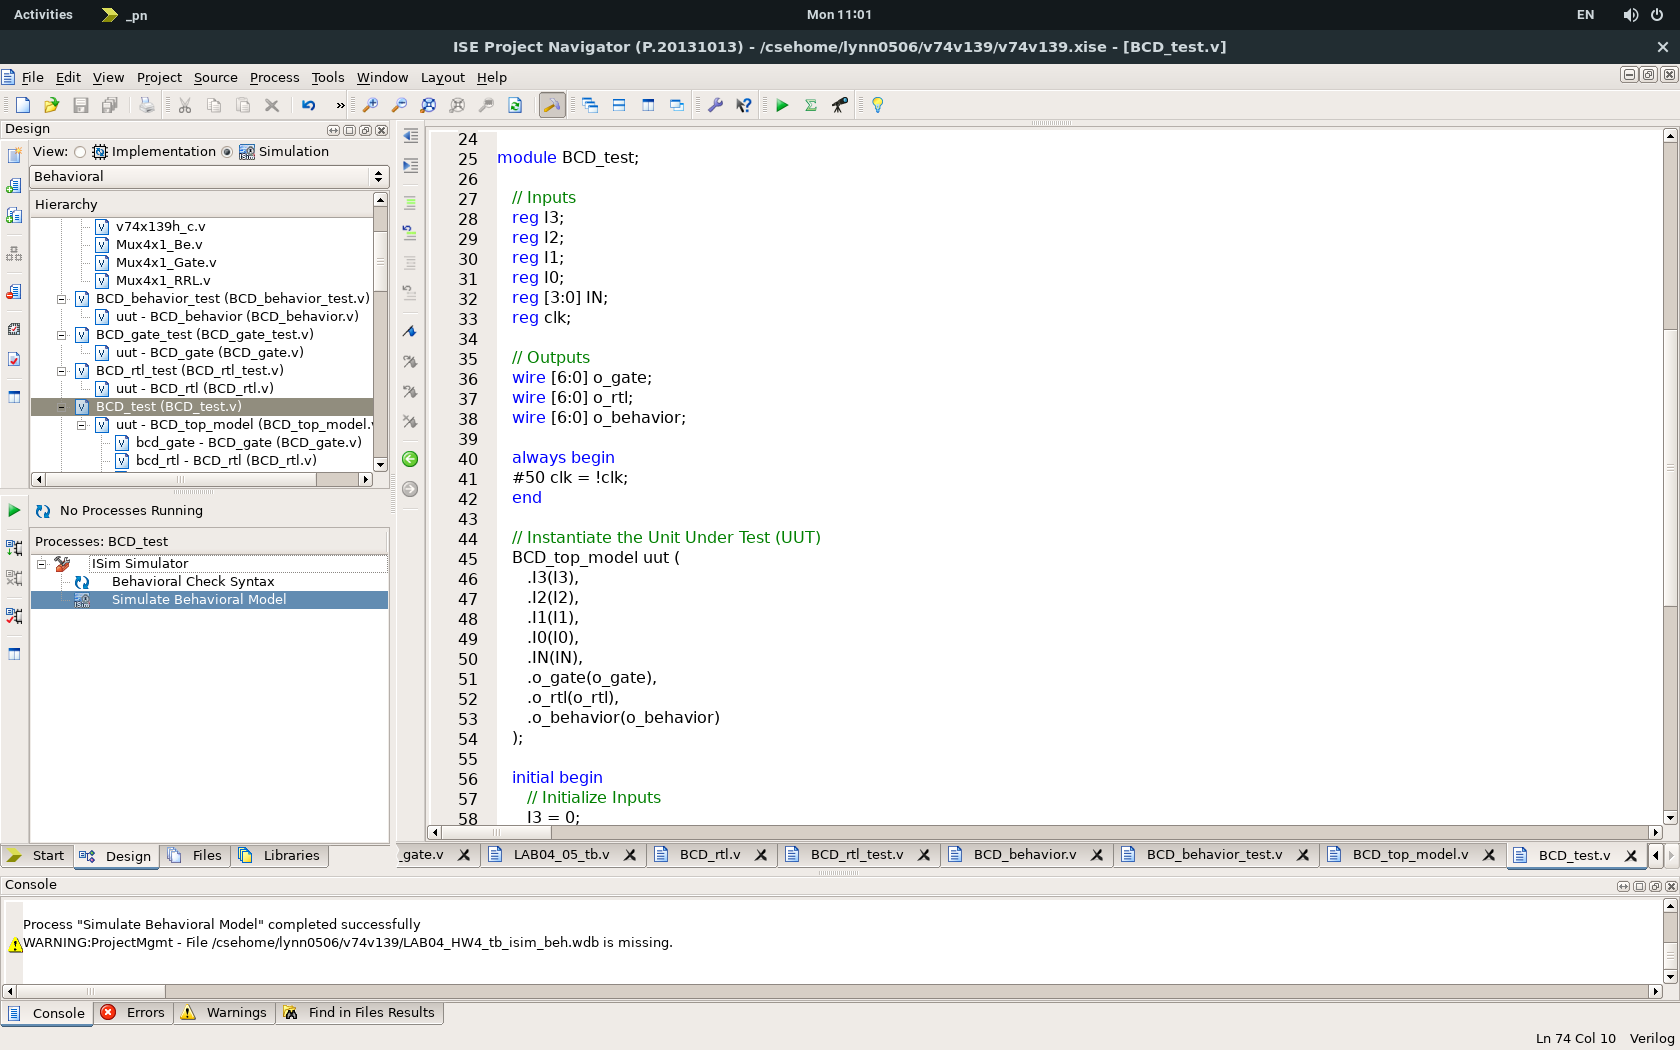 Activities _pn Mon 11:01 EN
ISE Project Navigator (P.20131013) - /csehome/lynn0506/v74v139/v74v139.xise - [BCD_test.v]
File Edit View Project Source Process Tools Window Layout Help
Design
View: Implementation Simulation
Behavioral
Hierarchy
v74x139h_c.v
Mux4x1_Be.v
Mux4x1_Gate.v
Mux4x1_RRL.v
BCD_behavior_test (BCD_behavior_test.v)
uut - BCD_behavior (BCD_behavior.v)
BCD_gate_test (BCD_gate_test.v)
uut - BCD_gate (BCD_gate.v)
BCD_rtl_test (BCD_rtl_test.v)
uut - BCD_rtl (BCD_rtl.v)
BCD_test (BCD_test.v)
uut - BCD_top_model (BCD_top_model.v
bcd_gate - BCD_gate (BCD_gate.v)
bcd_rtl - BCD_rtl (BCD_rtl.v)
No Processes Running
Processes: BCD_test
ISim Simulator
Behavioral Check Syntax
Simulate Behavioral Model
Start Design Files Libraries
24
25 module BCD_test;
26
27 // Inputs
28 reg I3;
29 reg I2;
30 reg I1;
31 reg I0;
32 reg [3:0] IN;
33 reg clk;
34
35 // Outputs
36 wire [6:0] o_gate;
37 wire [6:0] o_rtl;
38 wire [6:0] o_behavior;
39
40 always begin
41 #50 clk = !clk;
42 end
43
44 // Instantiate the Unit Under Test (UUT)
45 BCD_top_model uut (
46 .I3(I3),
47 .I2(I2),
48 .I1(I1),
49 .I0(I0),
50 .IN(IN),
51 .o_gate(o_gate),
52 .o_rtl(o_rtl),
53 .o_behavior(o_behavior)
54 );
55
56 initial begin
57 // Initialize Inputs
58 I3 = 0;
_gate.v LAB04_05_tb.v BCD_rtl.v BCD_rtl_test.v BCD_behavior.v BCD_behavior_test.v BCD_top_model.v BCD_test.v
Console
Process "Simulate Behavioral Model" completed successfully
WARNING:ProjectMgmt - File /csehome/lynn0506/v74v139/LAB04_HW4_tb_isim_beh.wdb is missing.
Console Errors Warnings Find in Files Results
Ln 74 Col 10 Verilog